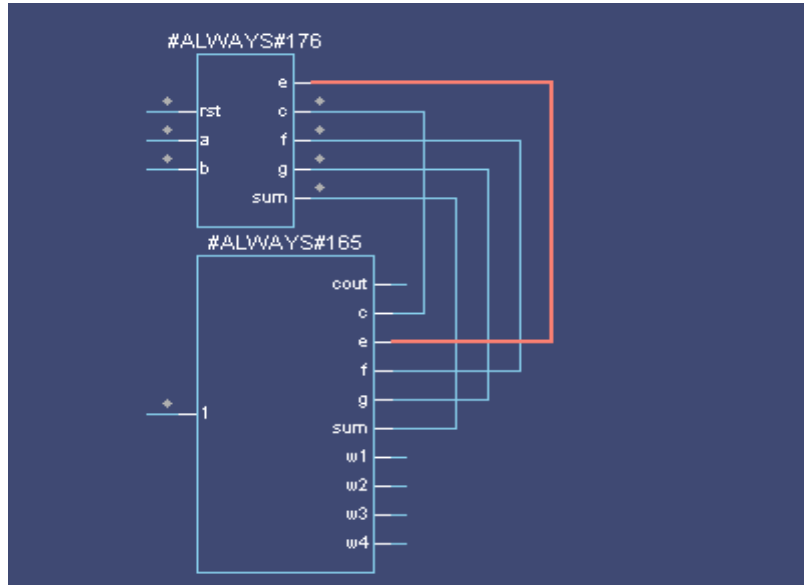 #ALWAYS#176
e
rst c
a f
b g
sum
#ALWAYS#165
cout
c
e
f
1 g
sum
w1
w2
w3
w4